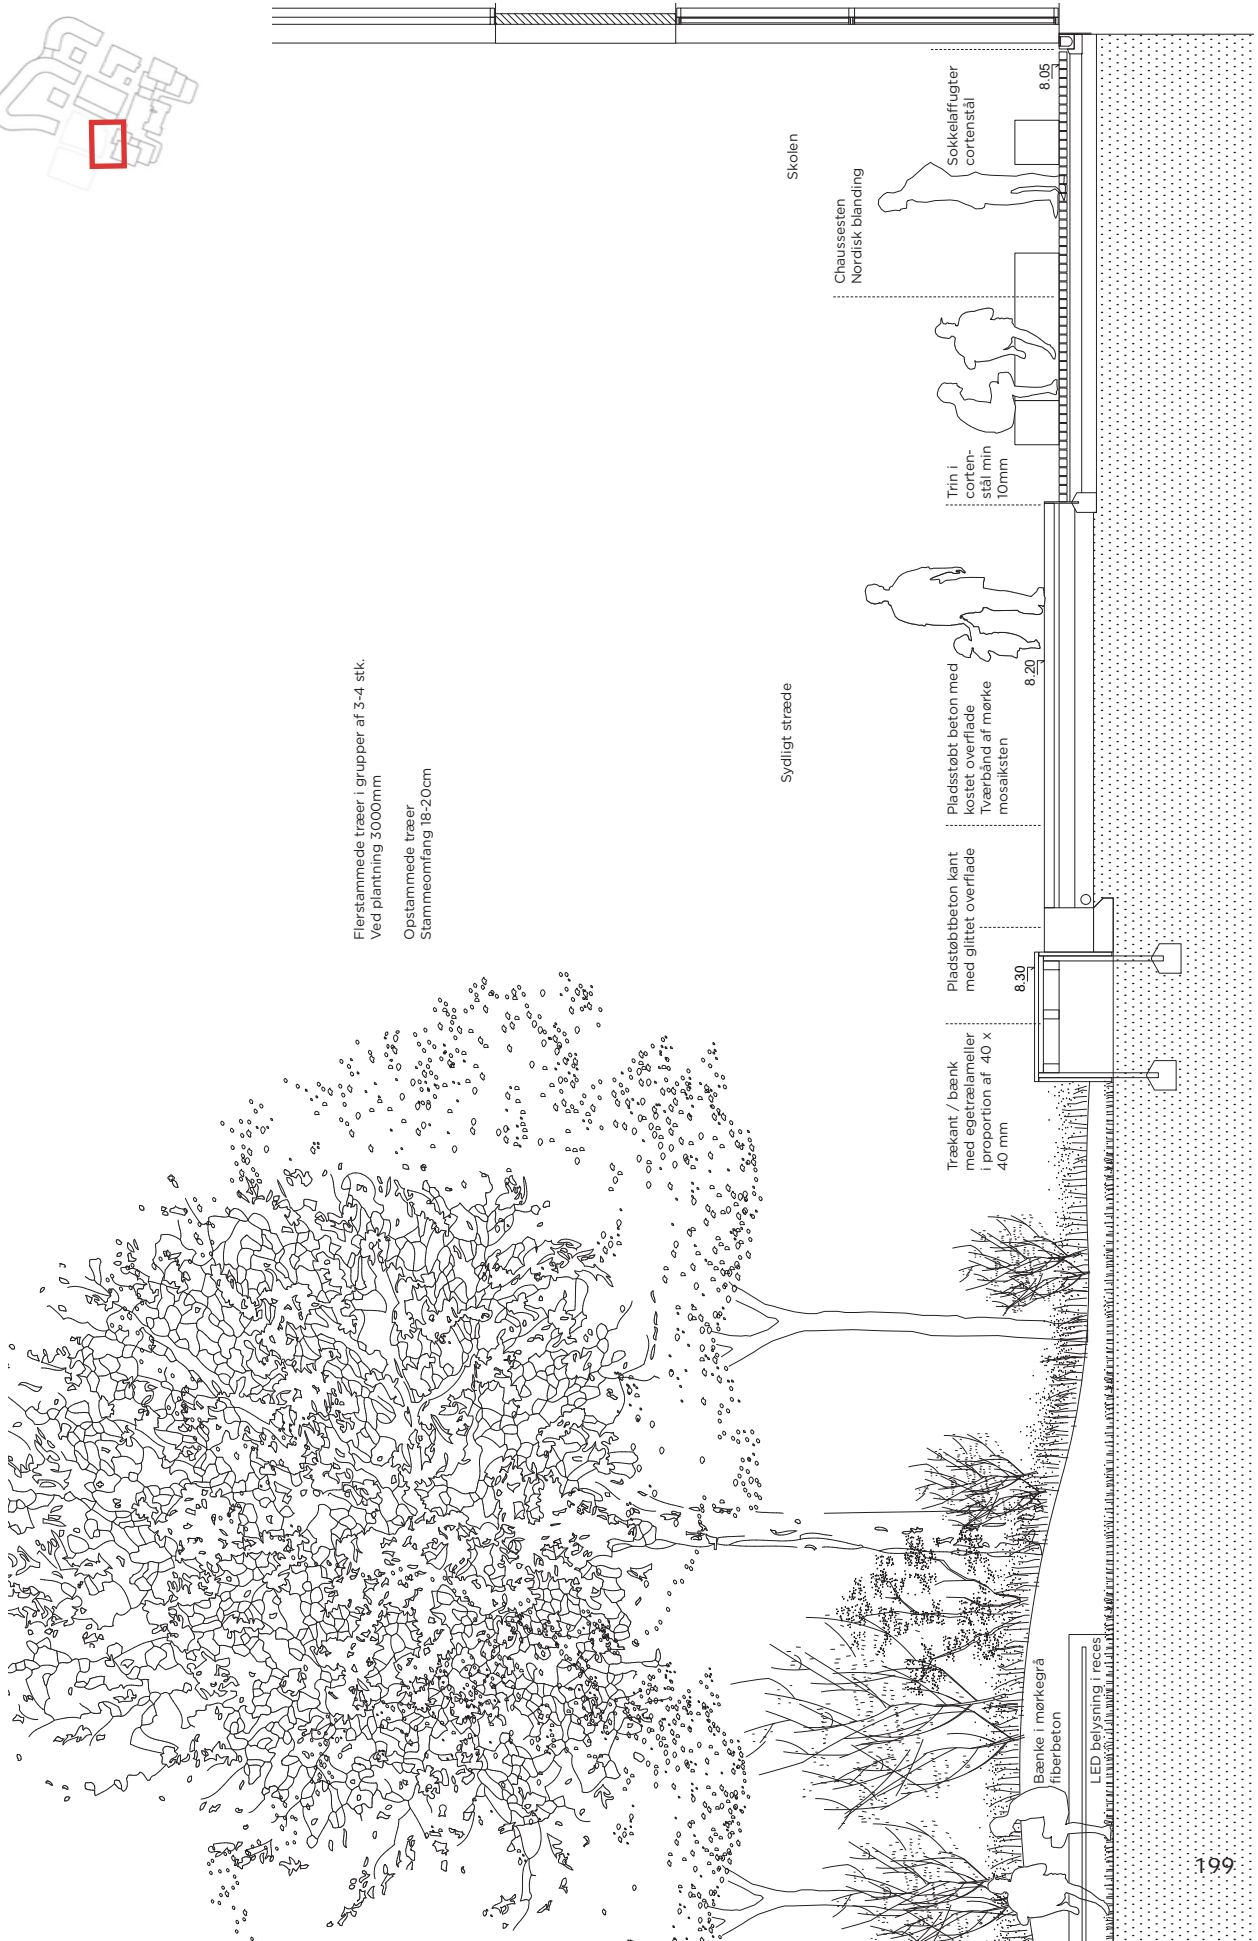 Flerstammede træer i grupper af 3-4 stk.
Ved plantning 3000mm
Opstammede træer
Stammeomfang 18-20cm
Sydligt stræde
Skolen
Bænke i mørkegrå
fiberbeton
LED belysning i reces
Trækant / bænk
med egetrælameller
i proportion af 40 x
40 mm
8.30
Pladstøbtbeton kant
med glittet overflade
Pladsstøbt beton med
kostet overflade
Tværbånd af mørke
mosaiksten
8.20
Trin i
corten-
stål min
10mm
Chaussesten
Nordisk blanding
Sokkelaffugter
cortenstål
8.05
199